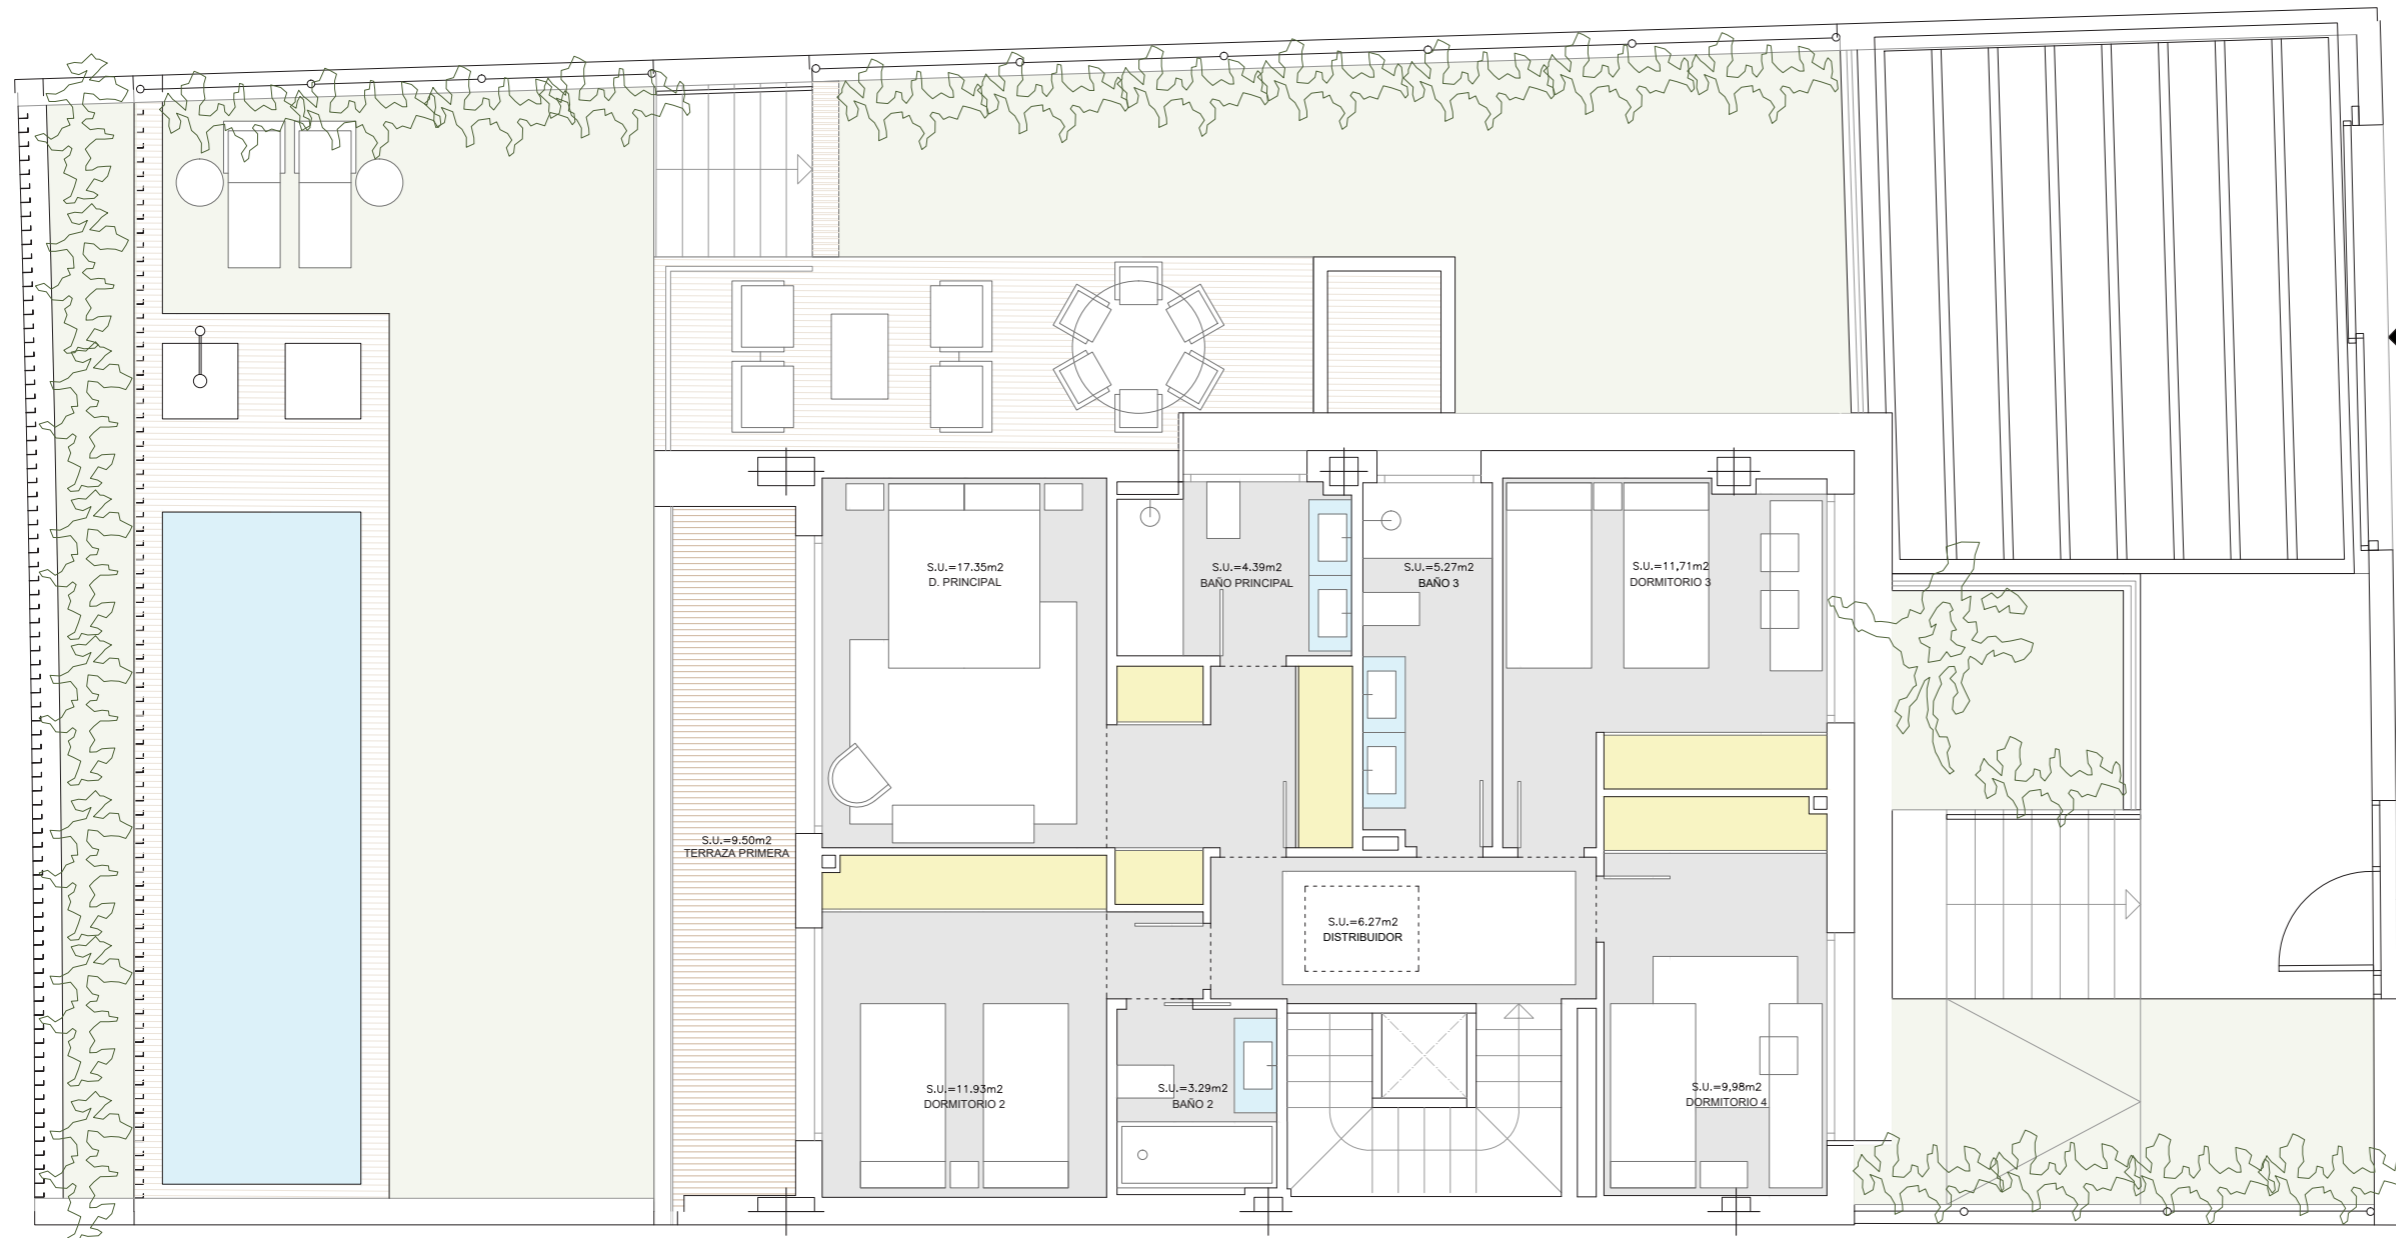 S.U.=17.35m2
D. PRINCIPAL
S.U.=4.39m2
BAÑO PRINCIPAL
S.U.=5.27m2
BAÑO 3
S.U.=11,71m2
DORMITORIO 3
S.U.=9.50m2
TERRAZA PRIMERA
S.U.=6.27m2
DISTRIBUIDOR
S.U.=11.93m2
DORMITORIO 2
S.U.=3.29m2
BAÑO 2
S.U.=9,98m2
DORMITORIO 4